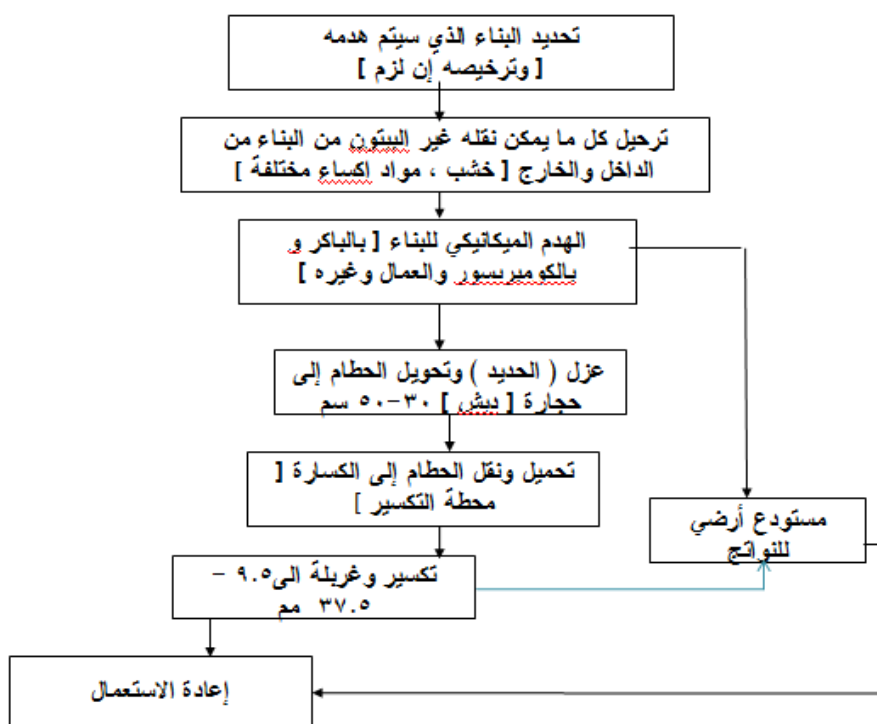 تحديد البناء الذي سيتم هدمه
[ وترخيصه إن لزم ]
ترحيل كل ما يمكن نقله غير البيتون من البناء من
الداخل والخارج [ خشب ، مواد اكساء مختلفة ]
الهدم الميكانيكي للبناء [ بالباكر و
بالكومبريسور والعمال وغيره ]
عزل ( الحديد ) وتحويل الحطام إلى
حجارة [ دبش ] ٣٠-٥٠ سم
تحميل ونقل الحطام إلى الكسارة [
محطة التكسير ]
مستودع أرضي
للنواتج
تكسير وغربلة الى٩.٥ –
٣٧.٥ مم
إعادة الاستعمال